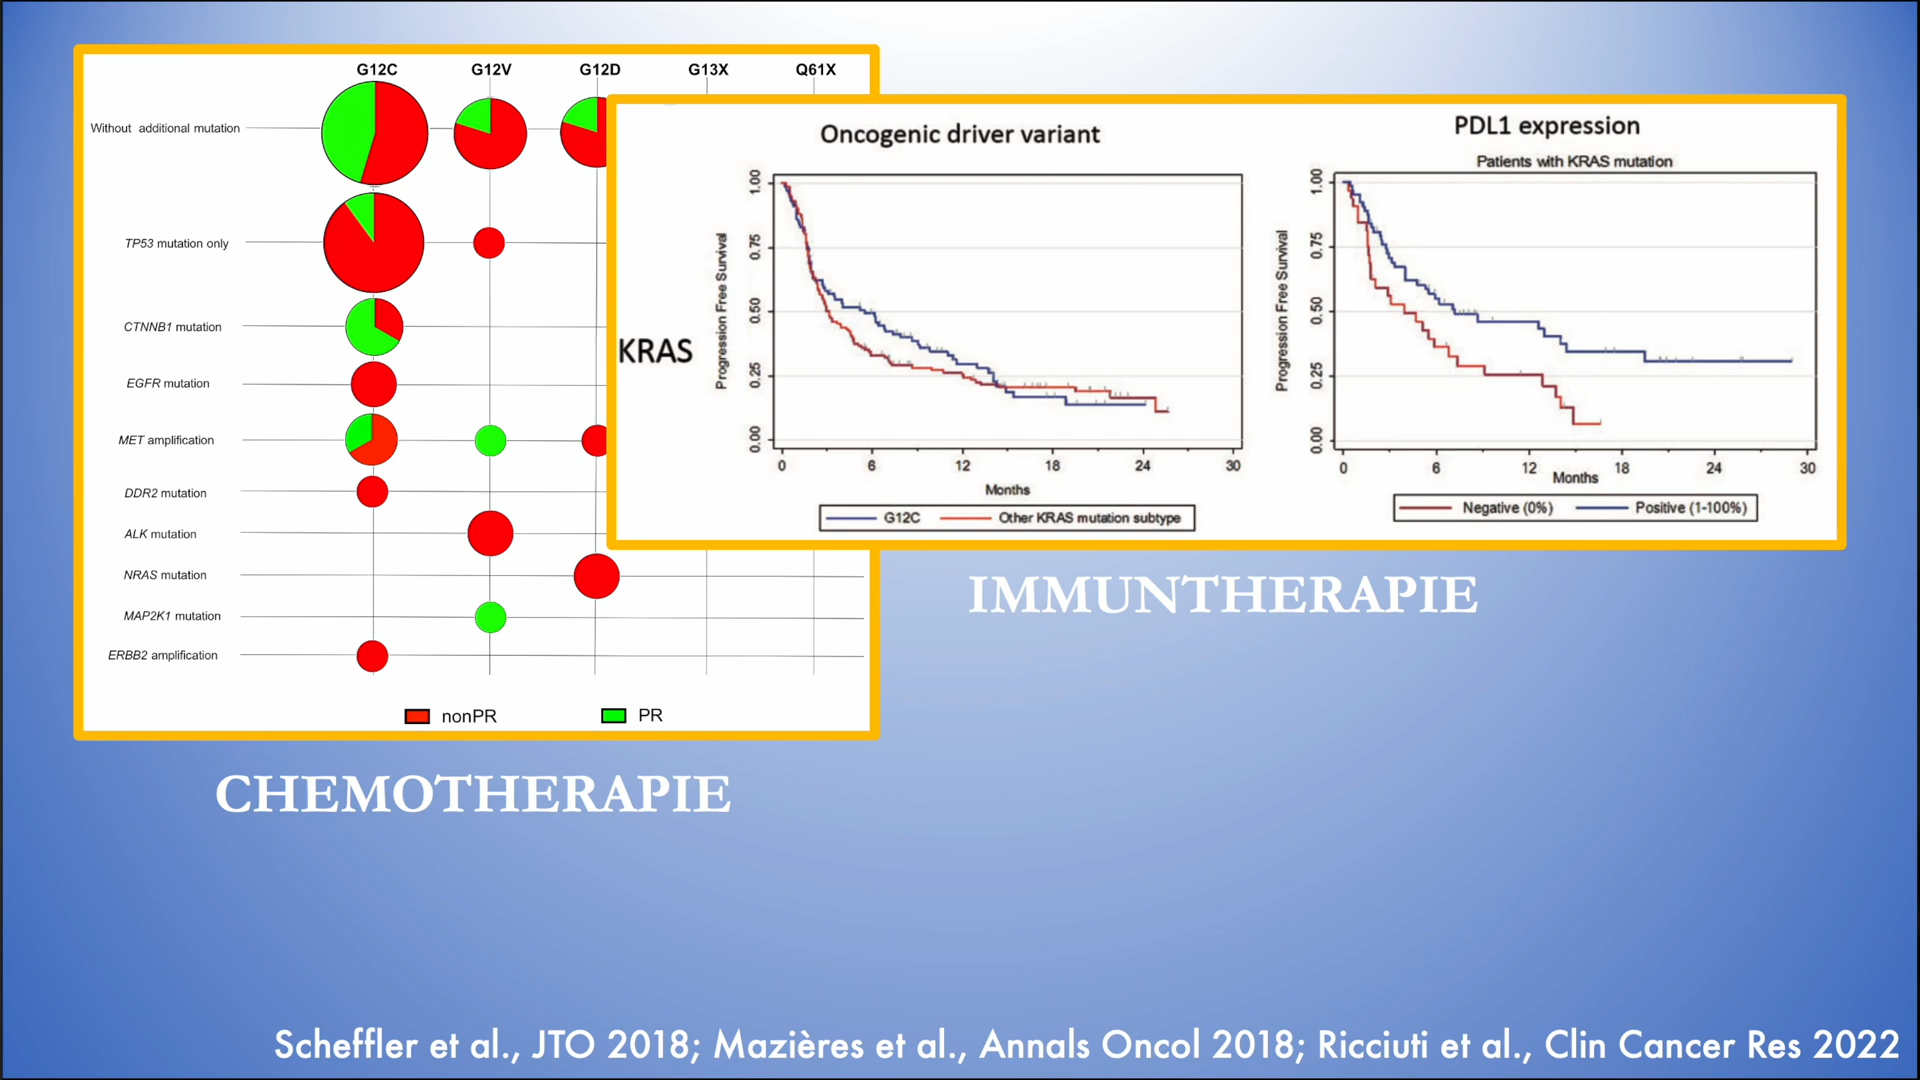 G12C G12V G12D G13X Q61X
Without additional mutation
TP53 mutation only
CTNNB1 mutation
EGFR mutation
MET amplification
DDR2 mutation
ALK mutation
NRAS mutation
MAP2K1 mutation
ERBB2 amplification
nonPR PR
CHEMOTHERAPIE
KRAS
Oncogenic driver variant
Progression Free Survival
1.00
0.75
0.50
0.25
0.00
0 6 12 18 24 30
Months
G12C Other KRAS mutation subtype
PDL1 expression
Patients with KRAS mutation
Progression Free Survival
1.00
0.75
0.50
0.25
0.00
0 6 12 18 24 30
Months
Negative (0%) Positive (1-100%)
IMMUNTHERAPIE
Scheffler et al., JTO 2018; Mazières et al., Annals Oncol 2018; Ricciuti et al., Clin Cancer Res 2022